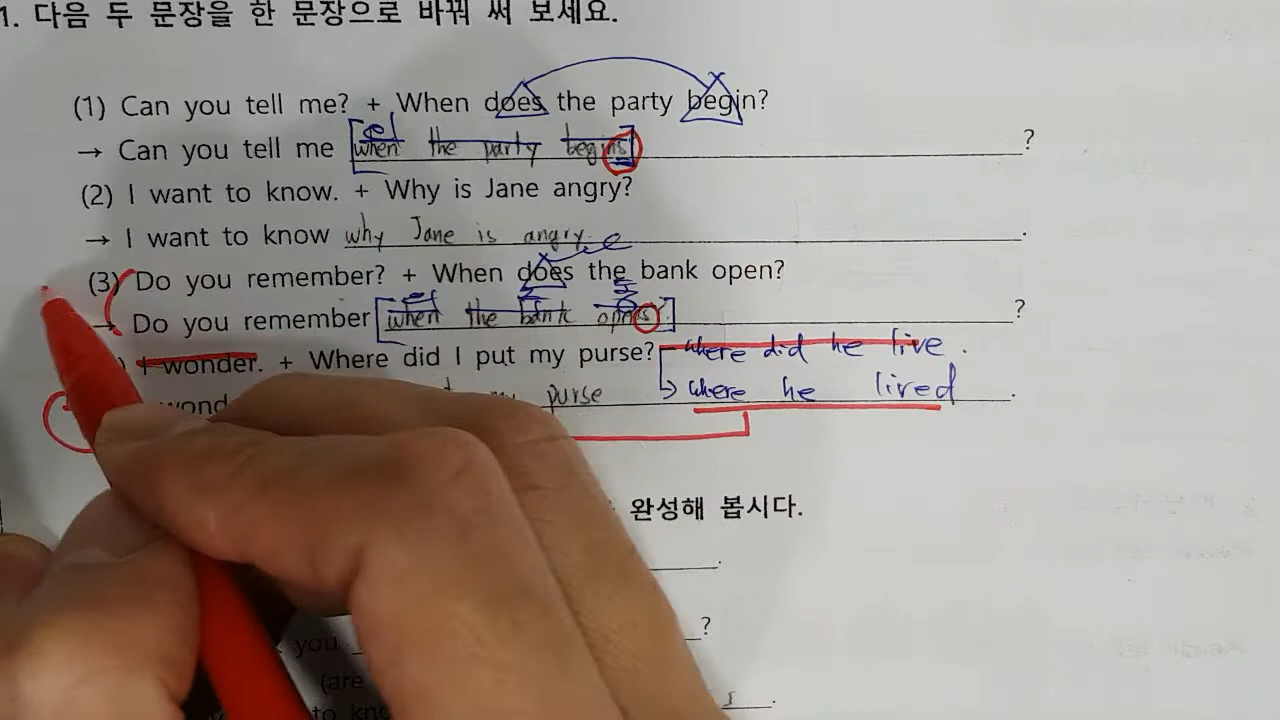 1. 다음 두 문장을 한 문장으로 바꿔 써 보세요.
(1) Can you tell me? + When does the party begin?
→ Can you tell me when the party begins ?
(2) I want to know. + Why is Jane angry?
→ I want to know why Jane is angry.
(3) Do you remember? + When does the bank open?
→ Do you remember when the bank opens ?
) I wonder. + Where did I put my purse? where did he live.
wond purse where he lived .
완성해 봅시다.
.
?
you
(are
to kno s .